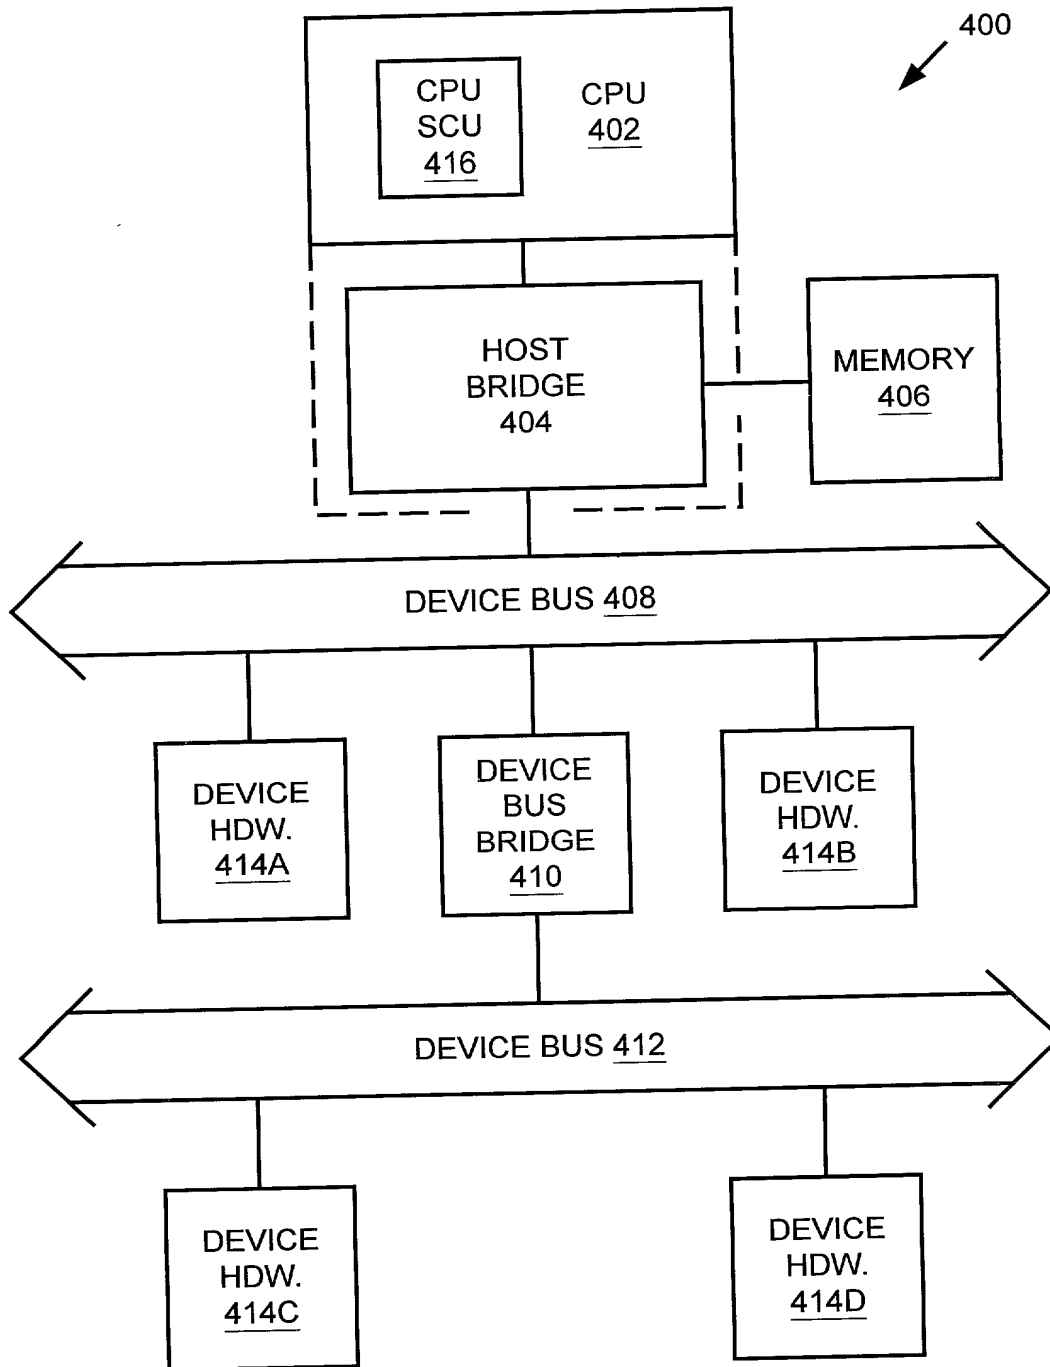 400
CPU
SCU
416
CPU
402
HOST
BRIDGE
404
MEMORY
406
DEVICE BUS 408
DEVICE
HDW.
414A
DEVICE
BUS
BRIDGE
410
DEVICE
HDW.
414B
DEVICE BUS 412
DEVICE
HDW.
414C
DEVICE
HDW.
414D